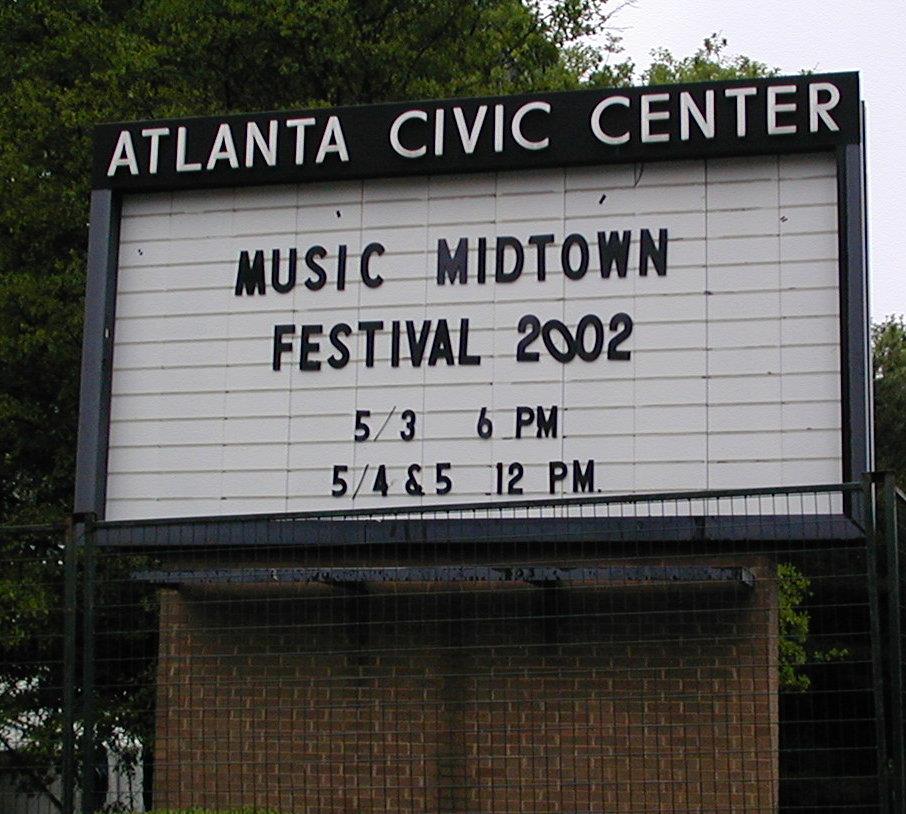 ATLANTA CIVIC CENTER
MUSIC MIDTOWN
FESTIVAL 2002
5/3 6 PM
5/4 & 5 12 PM